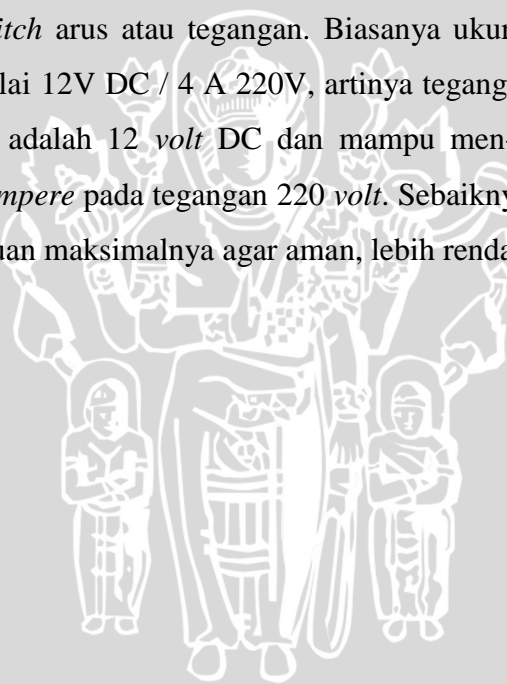 itch arus atau tegangan. Biasanya ukur
lai 12V DC / 4 A 220V, artinya tegang
adalah 12 volt DC dan mampu men-
mpere pada tegangan 220 volt. Sebaikny
uan maksimalnya agar aman, lebih renda